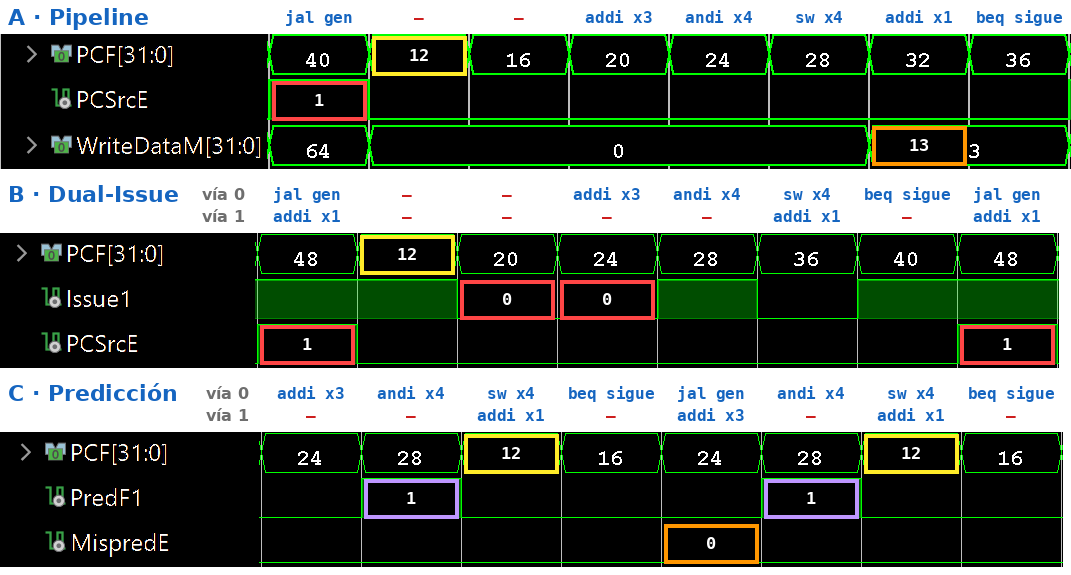 A · Pipeline jal gen – – addi x3 andi x4 sw x4 addi x1 beq sigue
PCF[31:0] 40 12 16 20 24 28 32 36
PCSrcE 1
WriteDataM[31:0] 64 0 13 3
B · Dual-Issue vía 0 jal gen – – addi x3 andi x4 sw x4 beq sigue jal gen
vía 1 addi x1 – – – – addi x1 – addi x1
PCF[31:0] 48 12 20 24 28 36 40 48
Issue1 0 0
PCSrcE 1 1
C · Predicción vía 0 addi x3 andi x4 sw x4 beq sigue jal gen andi x4 sw x4 beq sigue
vía 1 – – addi x1 – addi x3 – addi x1 –
PCF[31:0] 24 28 12 16 24 28 12 16
PredF1 1 1
MispredE 0